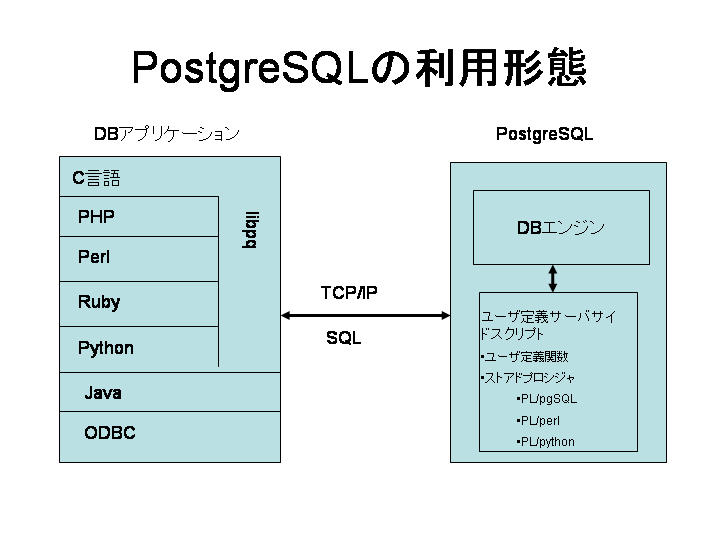 PostgreSQLの利用形態
DBアプリケーション
PostgreSQL
C言語
PHP
Perl
Ruby
Python
Java
ODBC
libpq
TCP/IP
SQL
DBエンジン
ユーザ定義サーバサイ
ドスクリプト
•ユーザ定義関数
•ストアドプロシジャ
•PL/pgSQL
•PL/perl
•PL/python